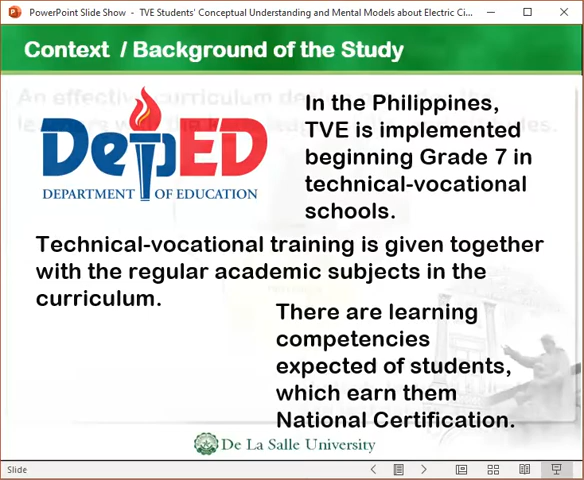 PowerPoint Slide Show - TVE Students' Conceptual Understanding and Mental Models about Electric Ci...
Context / Background of the Study
DepED
DEPARTMENT OF EDUCATION
In the Philippines,
TVE is implemented
beginning Grade 7 in
technical-vocational
schools.
Technical-vocational training is given together
with the regular academic subjects in the
curriculum.
There are learning
competencies
expected of students,
which earn them
National Certification.
De La Salle University
Slide